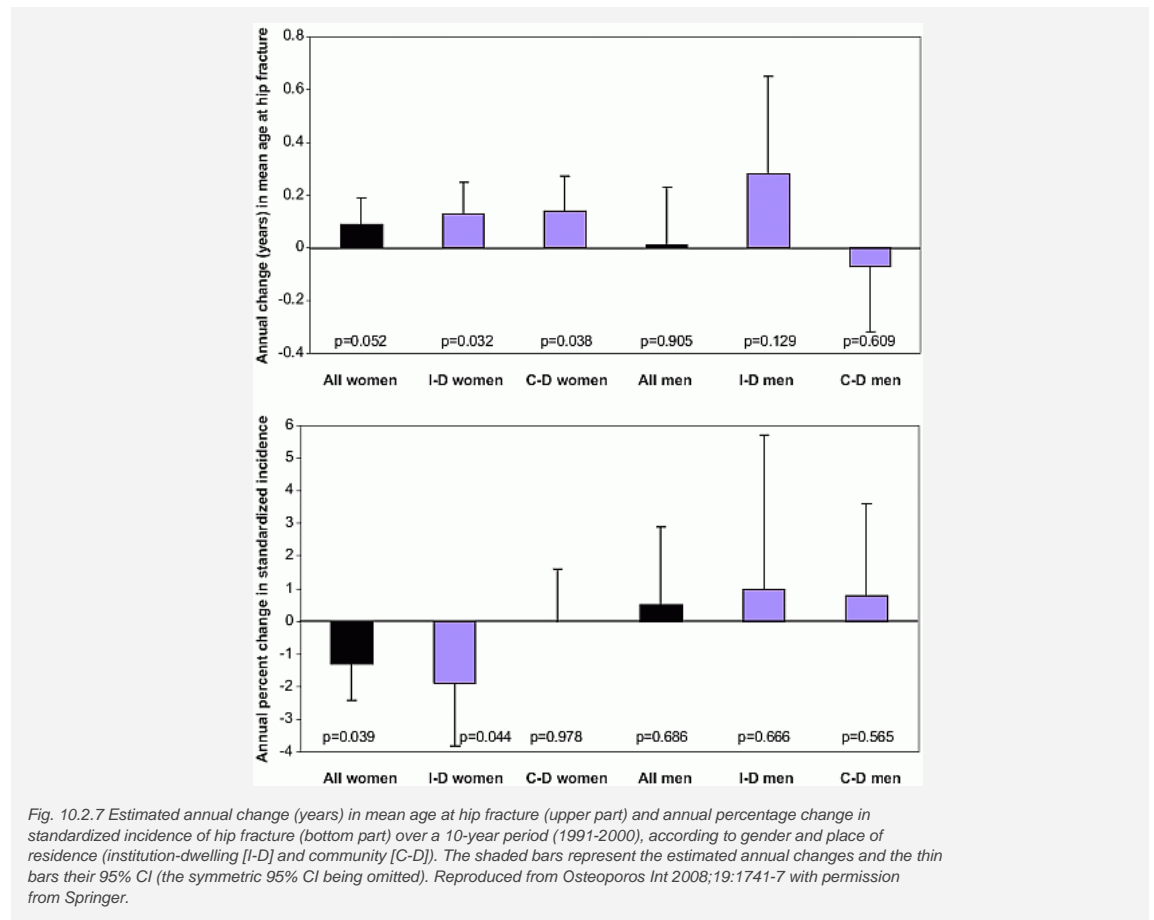 Annual change (years) in mean age at hip fracture
0.8
0.6
0.4
0.2
0
-0.2
-0.4
p=0.052 p=0.032 p=0.038 p=0.905 p=0.129 p=0.609
All women I-D women C-D women All men I-D men C-D men
Annual percent change in standardized incidence
6
5
4
3
2
1
0
-1
-2
-3
-4
p=0.039 p=0.044 p=0.978 p=0.686 p=0.666 p=0.565
All women I-D women C-D women All men I-D men C-D men
Fig. 10.2.7 Estimated annual change (years) in mean age at hip fracture (upper part) and annual percentage change in
standardized incidence of hip fracture (bottom part) over a 10-year period (1991-2000), according to gender and place of
residence (institution-dwelling [I-D] and community [C-D]). The shaded bars represent the estimated annual changes and the thin
bars their 95% CI (the symmetric 95% CI being omitted). Reproduced from Osteoporos Int 2008;19:1741-7 with permission
from Springer.